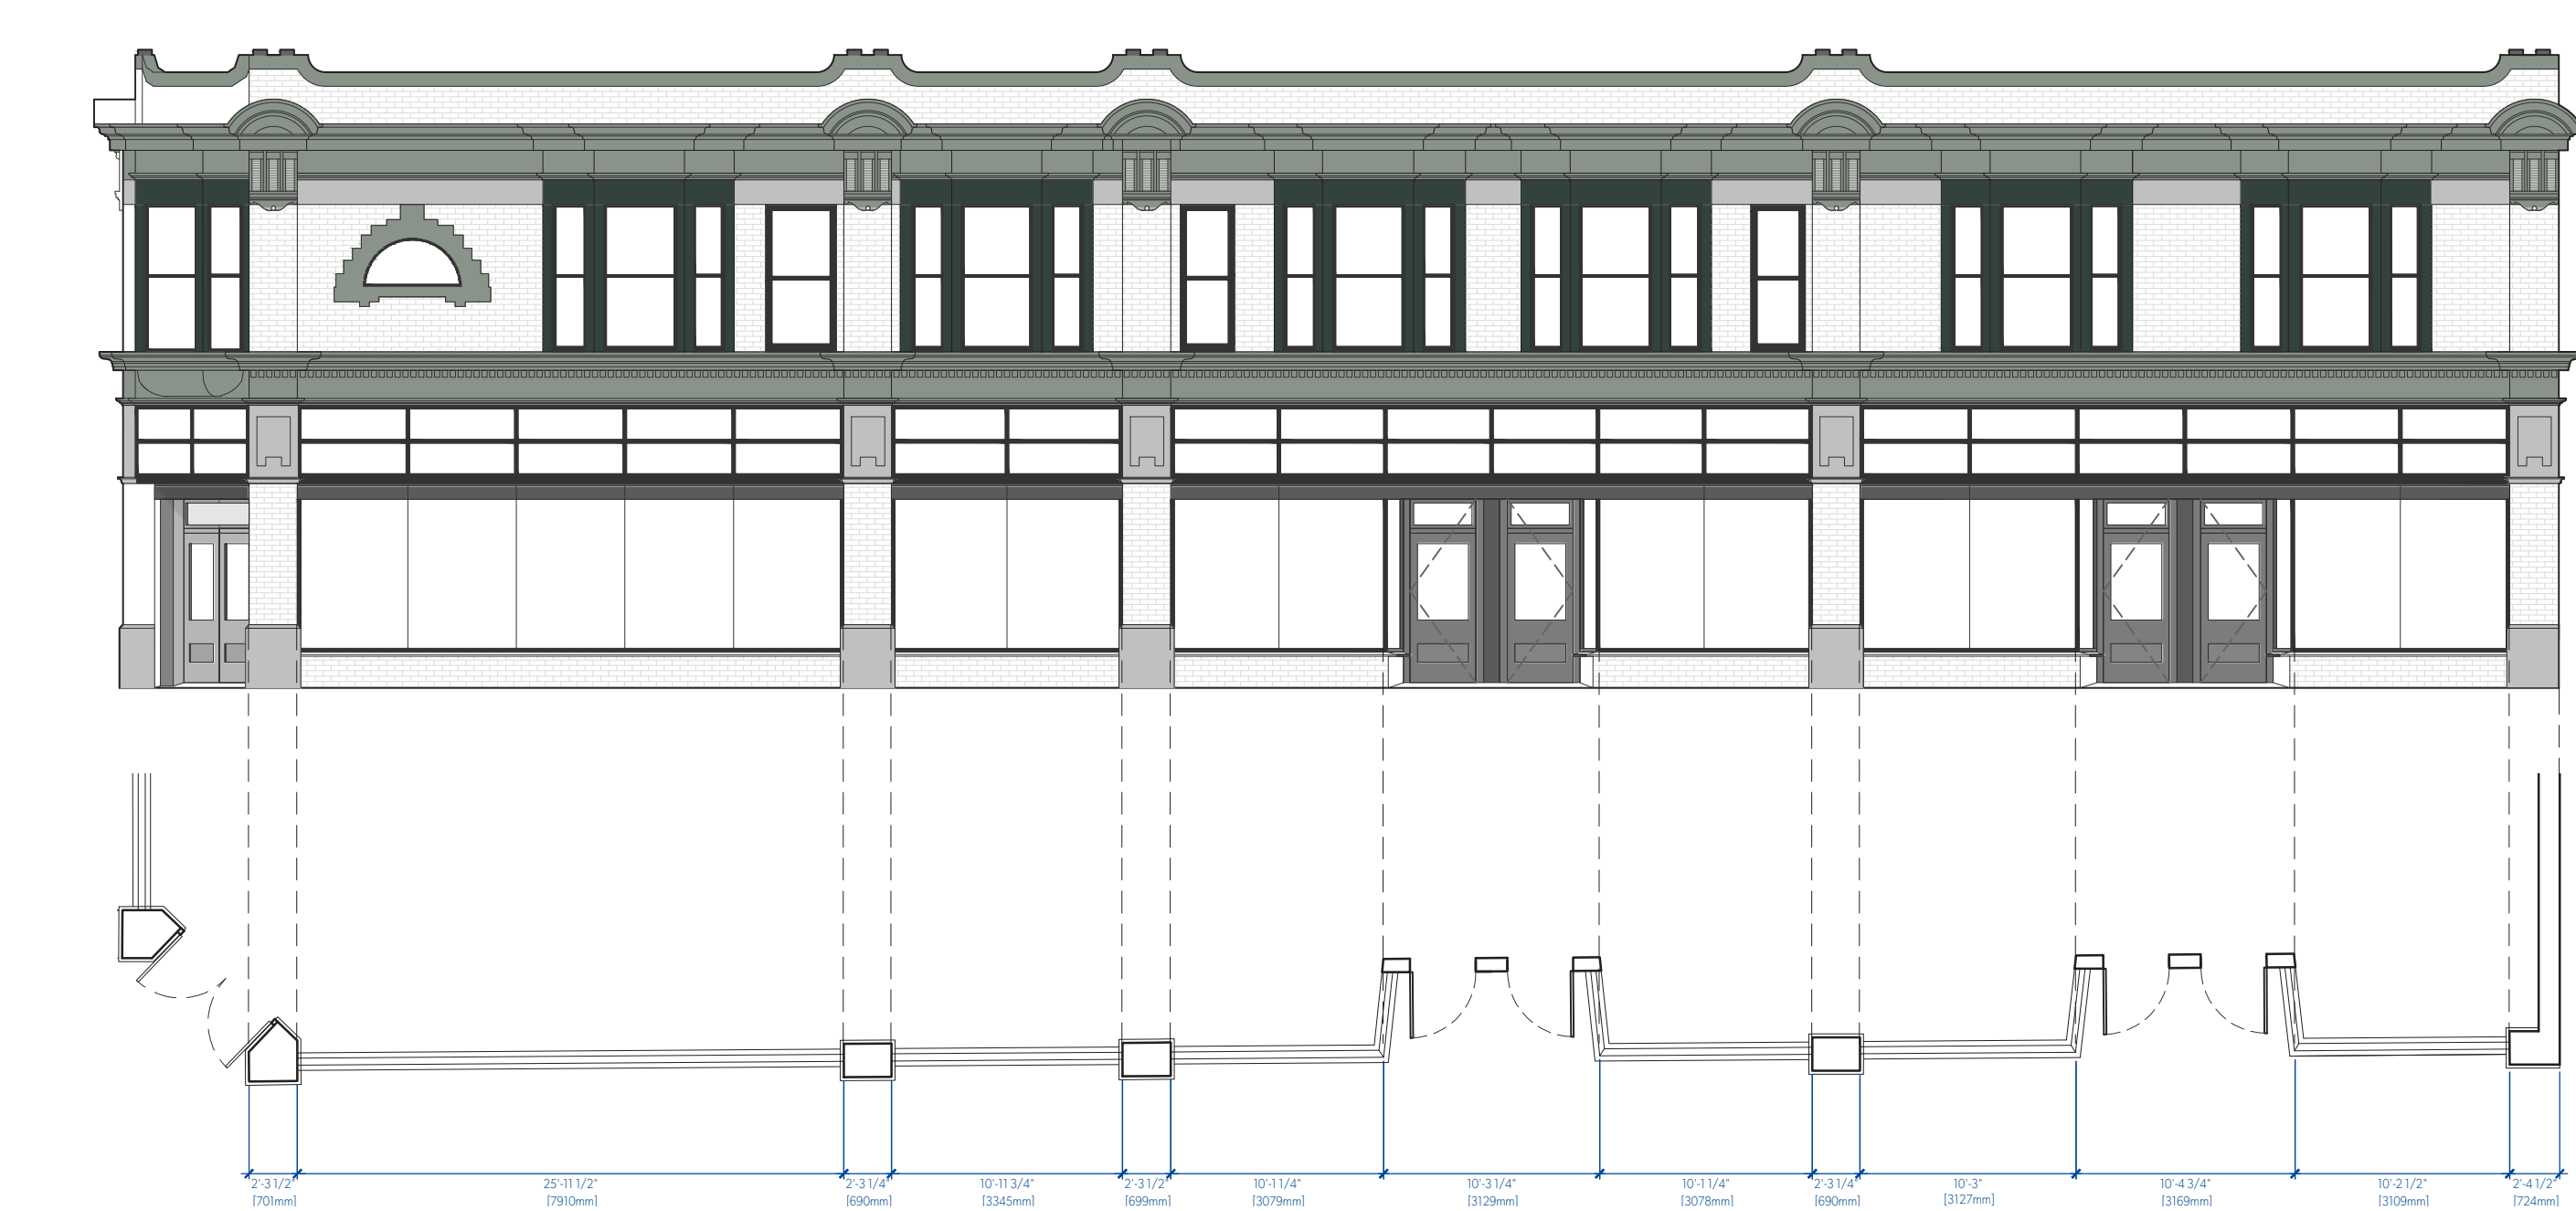 2'-3 1/2"
[701mm]
25'-11 1/2"
[7910mm]
2'-3 1/4"
[690mm]
10'-11 3/4"
[3345mm]
2'-3 1/2"
[699mm]
10'-1 1/4"
[3079mm]
10'-3 1/4"
[3129mm]
10'-1 1/4"
[3078mm]
2'-3 1/4"
[690mm]
10'-3"
[3127mm]
10'-4 3/4"
[3169mm]
10'-2 1/2"
[3109mm]
2'-4 1/2"
[724mm]